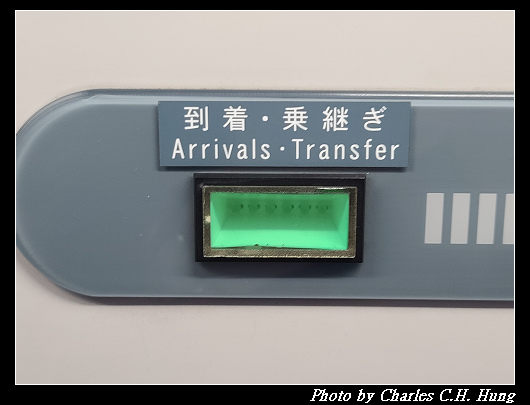 到着・乗継ぎ
Arrivals・Transfer
Photo by Charles C.H. Hung